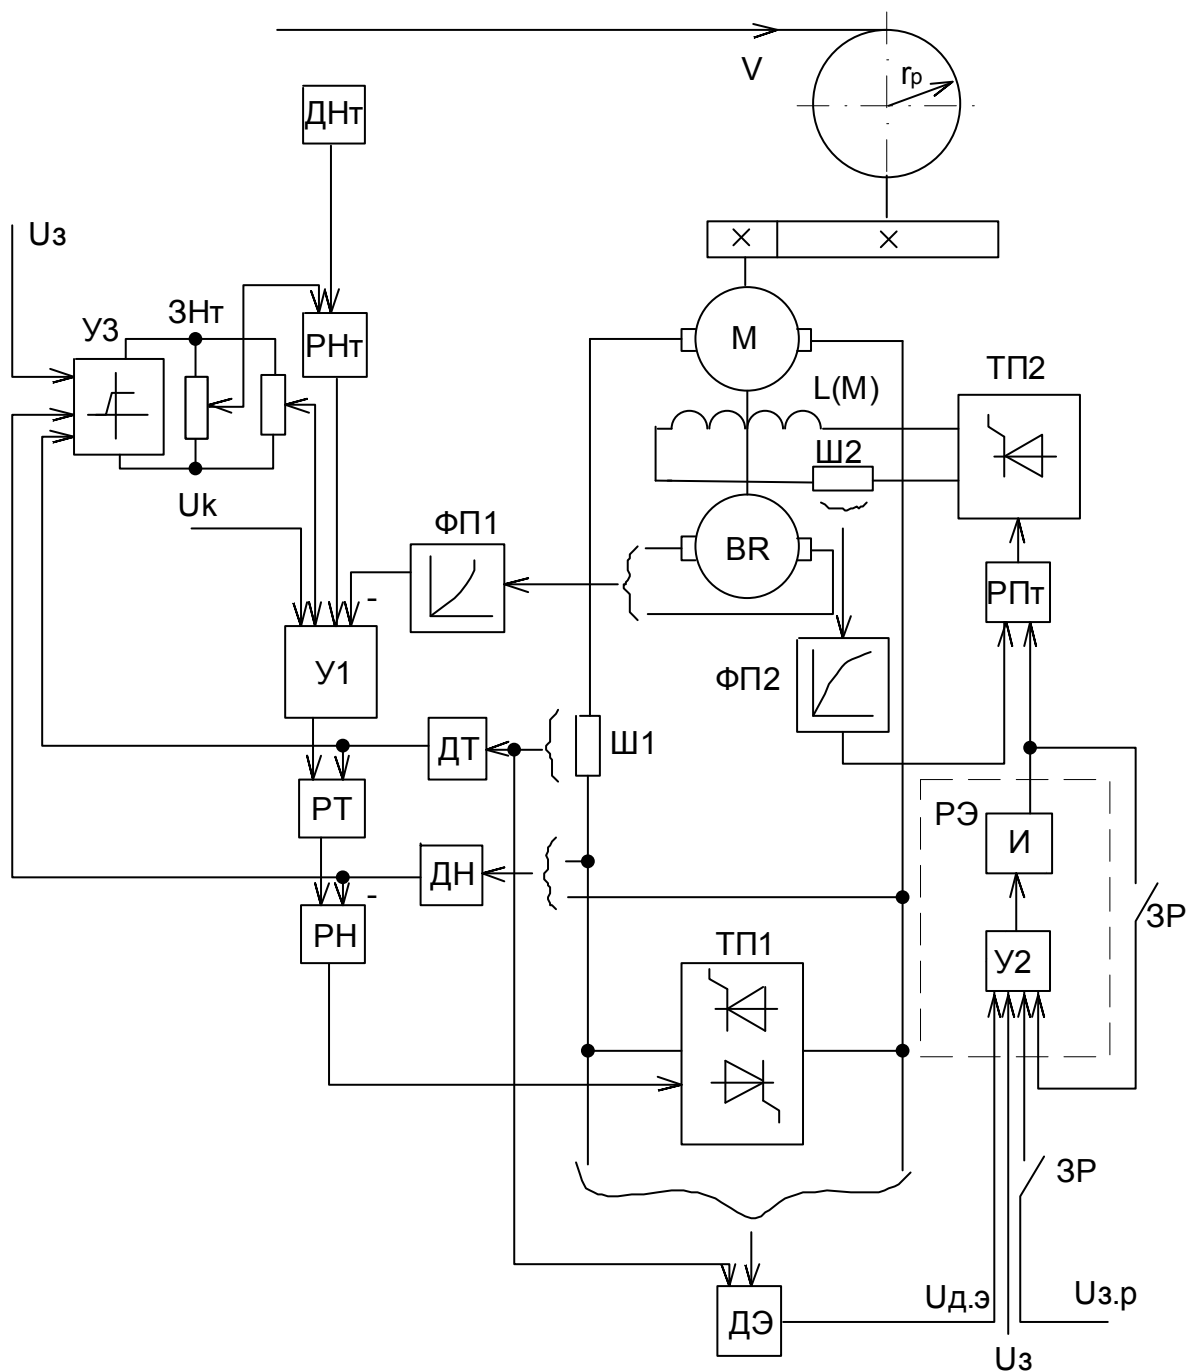 V
rр
ДНт
Uз
ЗНт
УЗ
РНт
М
ТП2
L(M)
Ш2
Uk
ФП1
BR
РПт
-
У1
ФП2
ДТ
Ш1
РТ
РЭ
И
ДН
-
ЗР
РН
ТП1
У2
ЗР
Uд.э
Uз.р
ДЭ
Uз